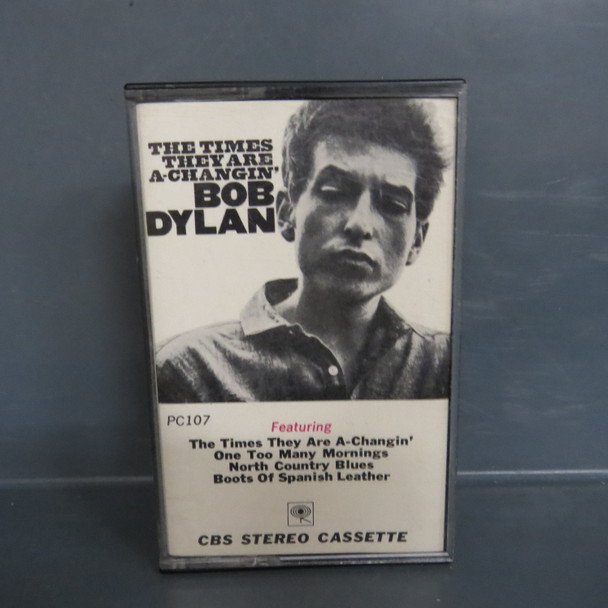 THE TIMES
THEY ARE
A-CHANGIN'
BOB
DYLAN
PC107
Featuring
The Times They Are A-Changin'
One Too Many Mornings
North Country Blues
Boots Of Spanish Leather
CBS STEREO CASSETTE